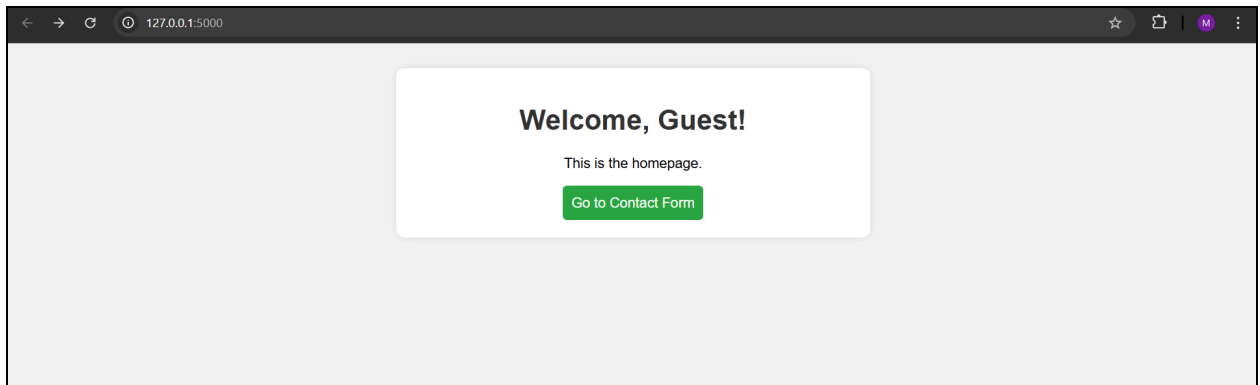 127.0.0.1:5000
M
Welcome, Guest!
This is the homepage.
Go to Contact Form